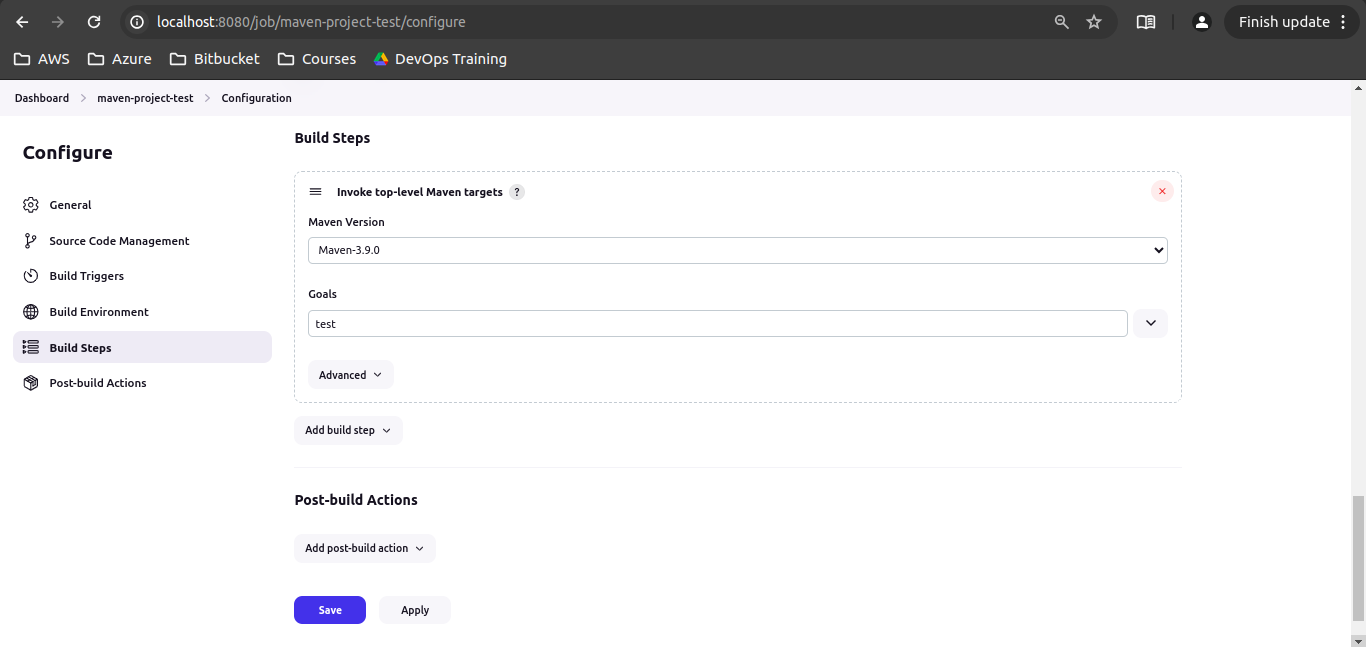 localhost:8080/job/maven-project-test/configure
Finish update
AWS
Azure
Bitbucket
Courses
DevOps Training
Dashboard
maven-project-test
Configuration
Configure
General
Source Code Management
Build Triggers
Build Environment
Build Steps
Post-build Actions
Build Steps
Invoke top-level Maven targets ?
Maven Version
Maven-3.9.0
Goals
test
Advanced
Add build step
Post-build Actions
Add post-build action
Save
Apply